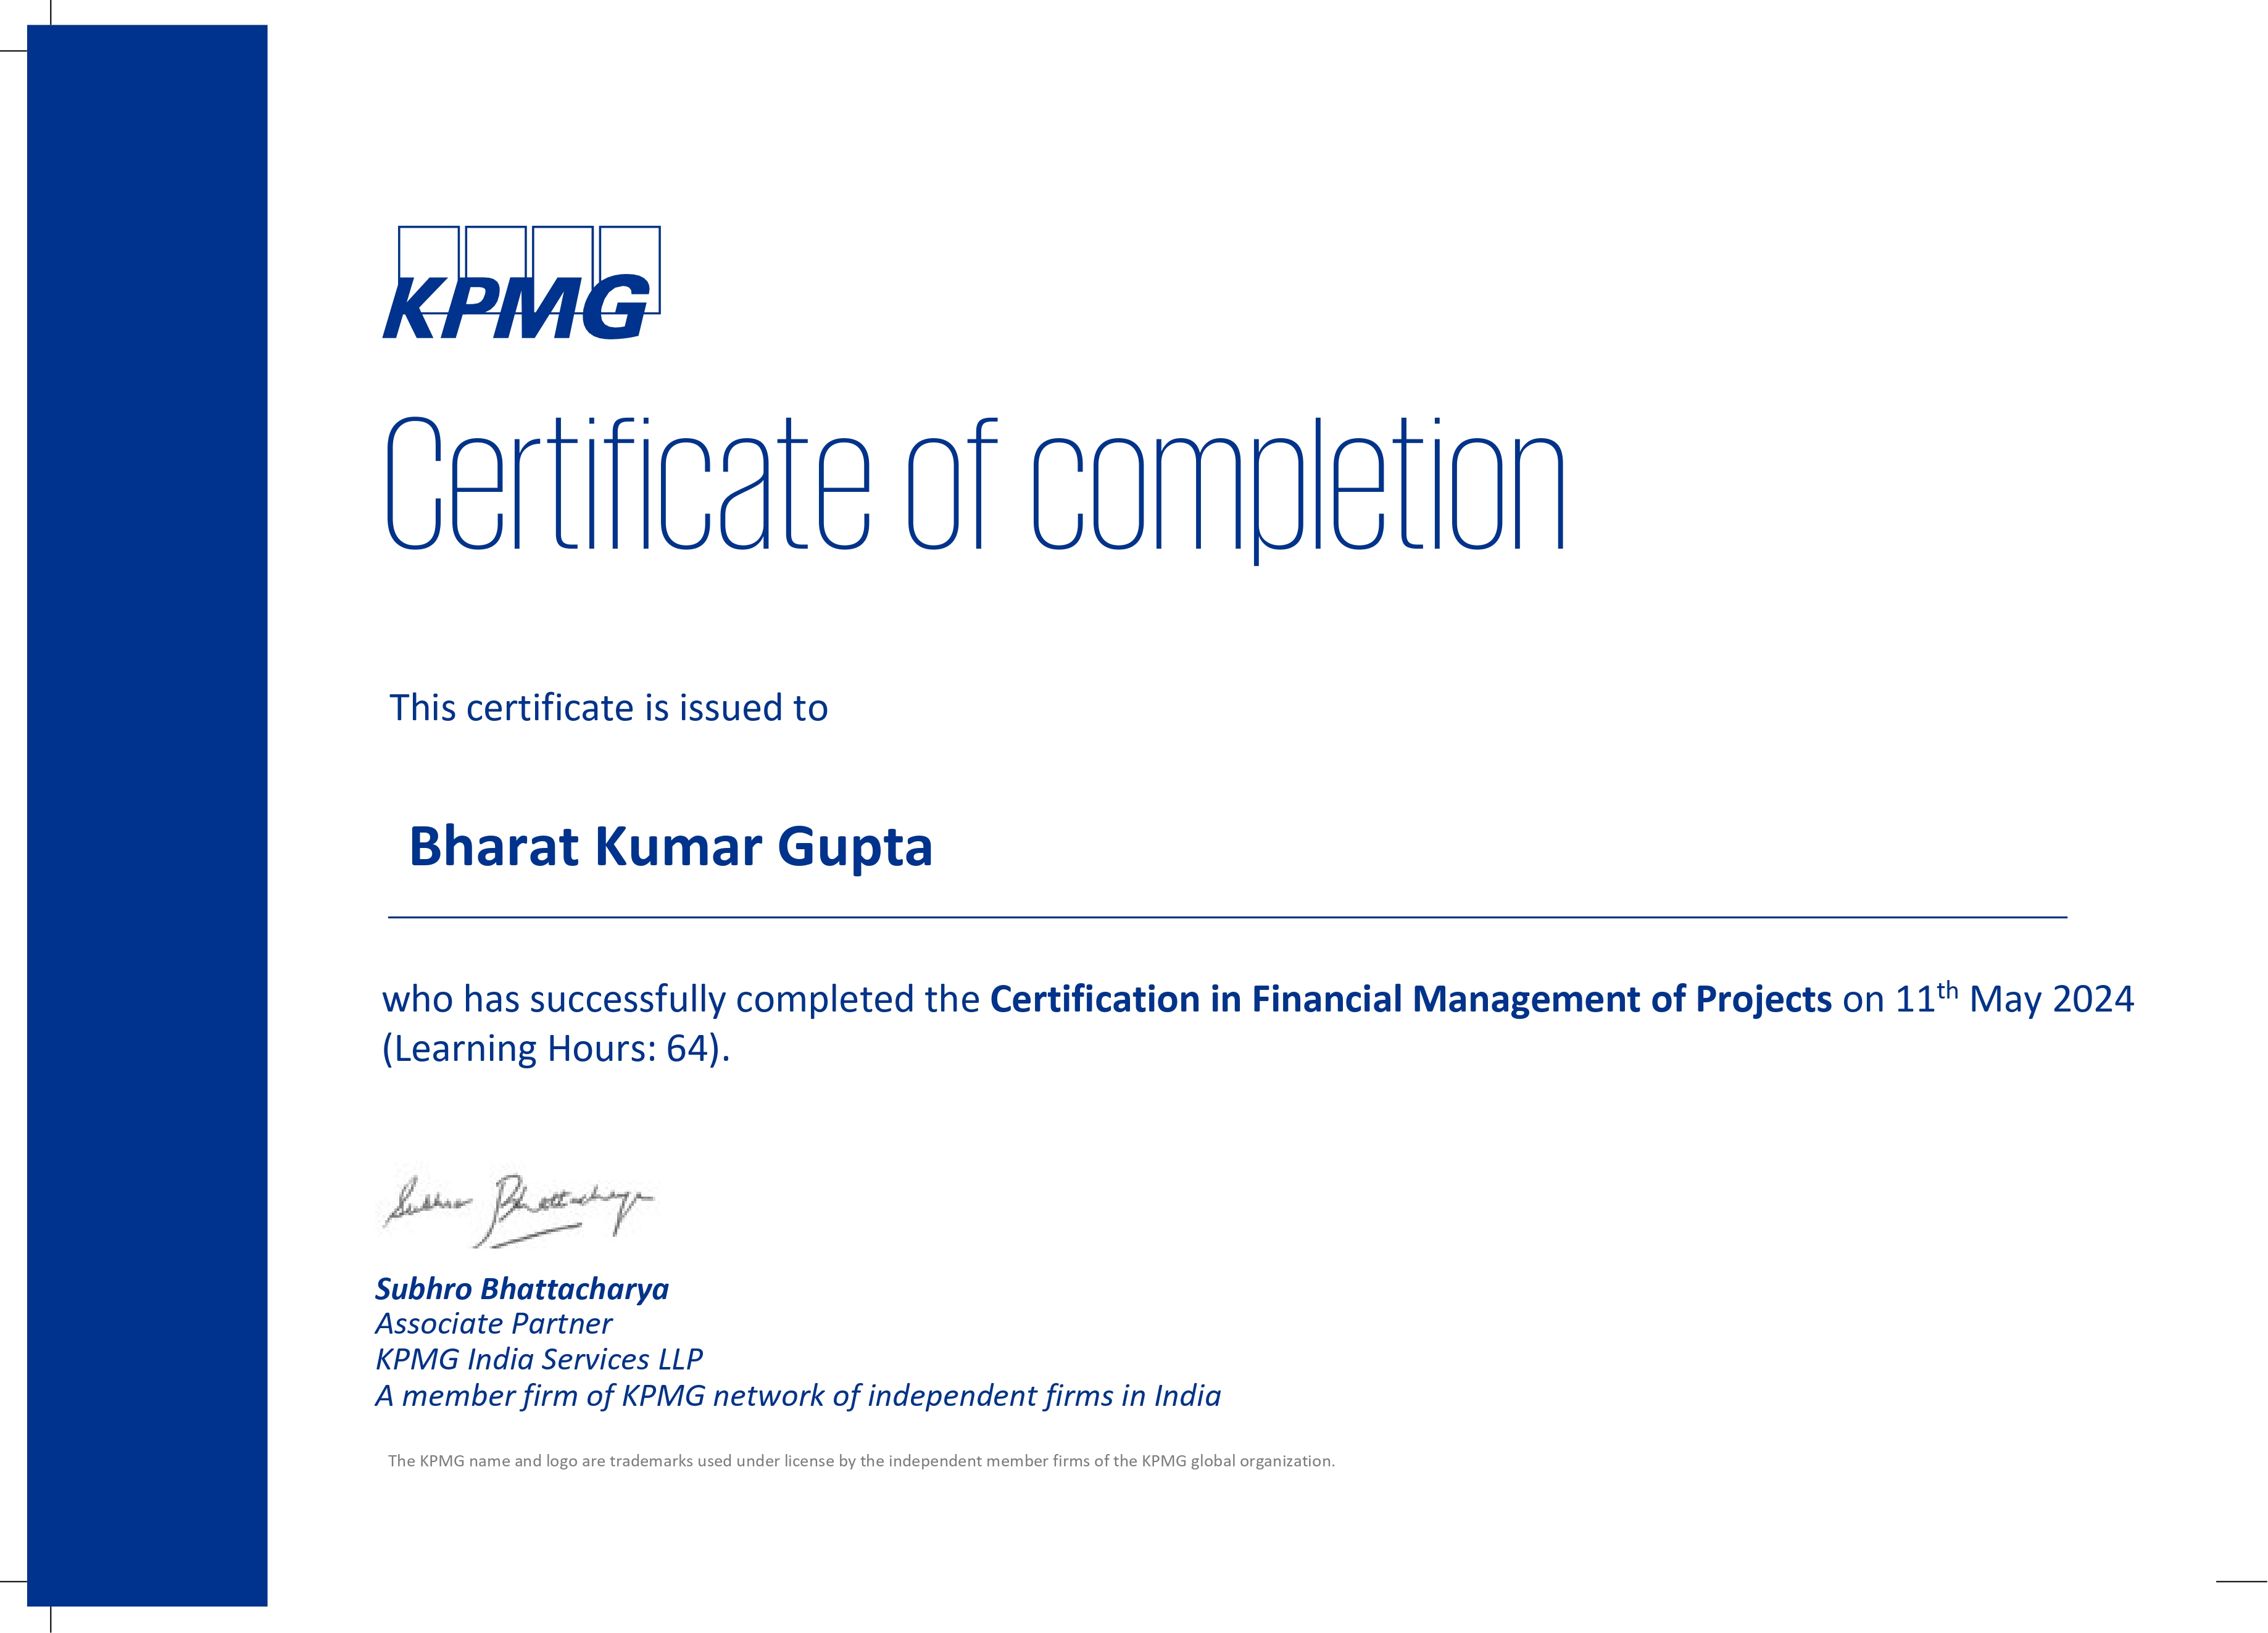 KPMG
Certificate of completion
This certificate is issued to
Bharat Kumar Gupta
who has successfully completed the Certification in Financial Management of Projects on 11th May 2024
(Learning Hours: 64).
Subhro Bhattacharya
Subhro Bhattacharya
Associate Partner
KPMG India Services LLP
A member firm of KPMG network of independent firms in India
The KPMG name and logo are trademarks used under license by the independent member firms of the KPMG global organization.